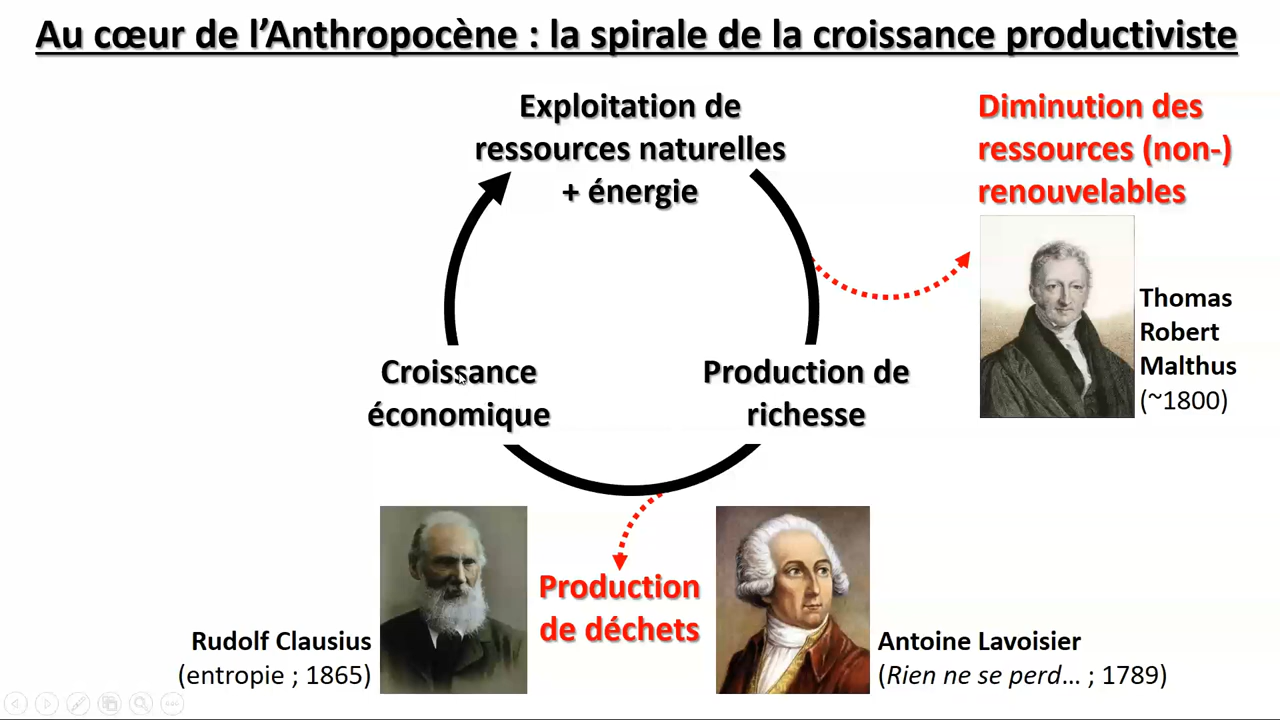 Au cœur de l’Anthropocène : la spirale de la croissance productiviste
Exploitation de
ressources naturelles
+ énergie
Diminution des
ressources (non-)
renouvelables
Thomas
Robert
Malthus
(~1800)
Croissance
économique
Production de
richesse
Production
de déchets
Rudolf Clausius
(entropie ; 1865)
Antoine Lavoisier
(Rien ne se perd... ; 1789)